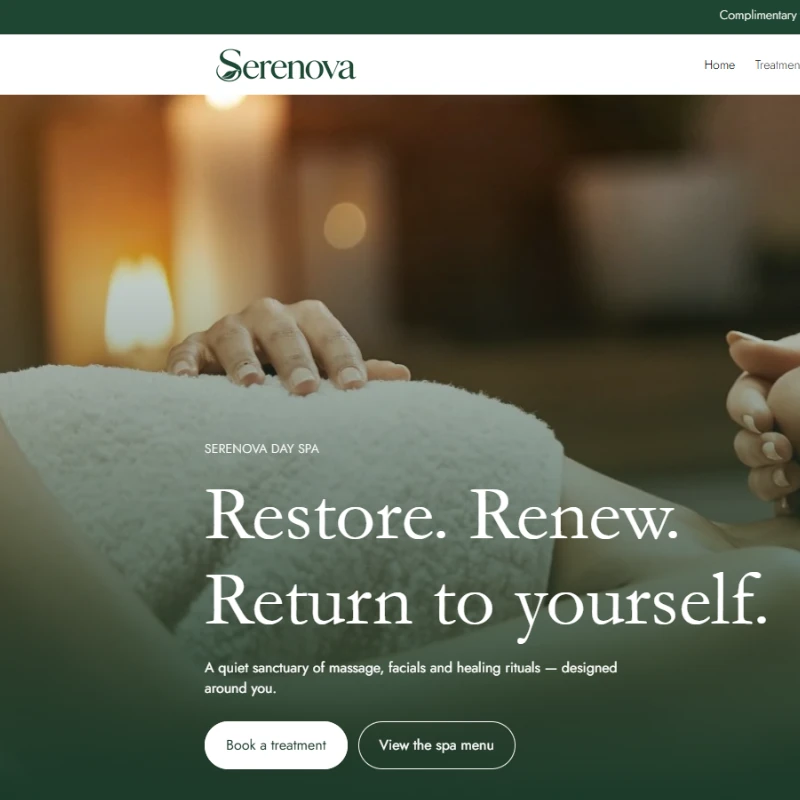 Complimentary
Serenova
Home
Treatmen
SERENOVA DAY SPA
Restore. Renew.
Return to yourself.
A quiet sanctuary of massage, facials and healing rituals — designed
around you.
Book a treatment
View the spa menu